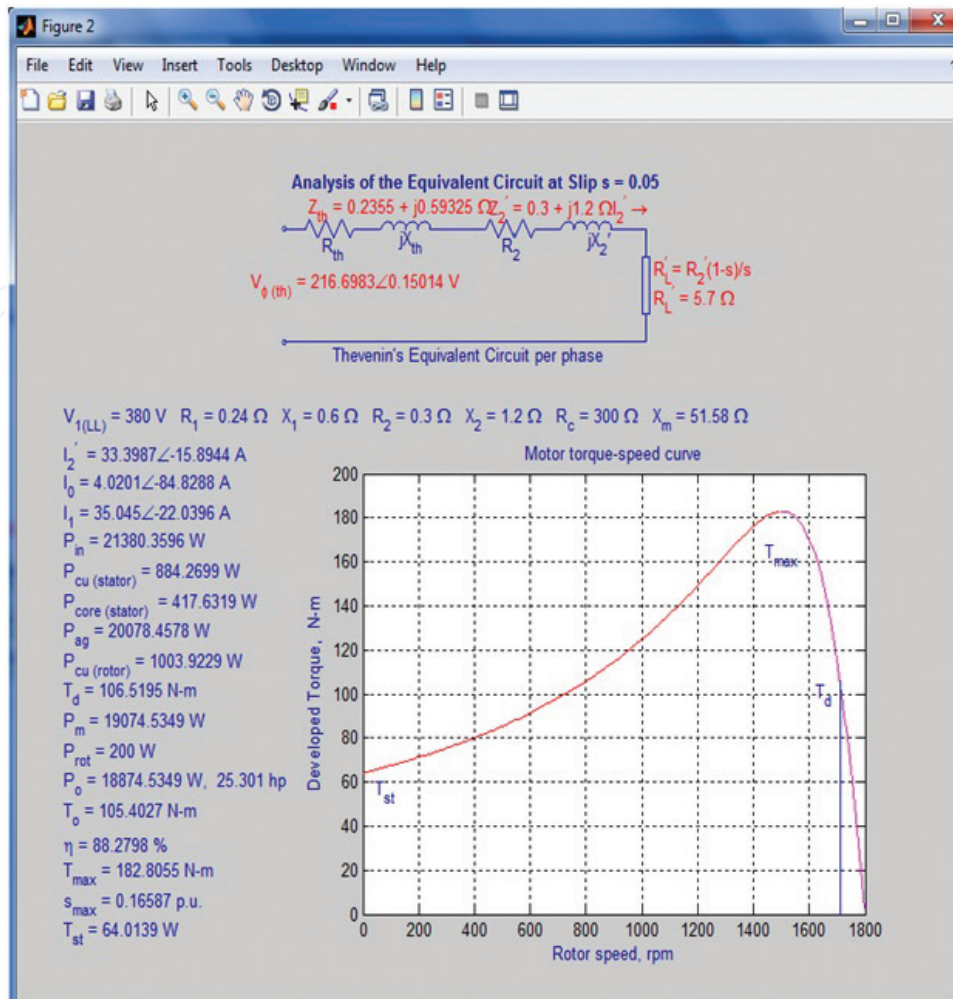 Figure 2
File Edit View Insert Tools Desktop Window Help
Analysis of the Equivalent Circuit at Slip s = 0.05
Z_th = 0.2355 + j0.59325 Ω Z_2' = 0.3 + j1.2 Ω I_2' →
R_th jX_th R_2 jX_2'
V_ϕ (th) = 216.6983∠0.15014 V
R_L' = R_2'(1-s)/s
R_L' = 5.7 Ω
Thevenin's Equivalent Circuit per phase
V_1(LL) = 380 V R_1 = 0.24 Ω X_1 = 0.6 Ω R_2 = 0.3 Ω X_2 = 1.2 Ω R_c = 300 Ω X_m = 51.58 Ω
I_2' = 33.3987∠-15.8944 A
I_0 = 4.0201∠-84.8288 A
I_1 = 35.045∠-22.0396 A
P_in = 21380.3596 W
P_cu (stator) = 884.2699 W
P_core (stator) = 417.6319 W
P_ag = 20078.4578 W
P_cu (rotor) = 1003.9229 W
T_d = 106.5195 N-m
P_m = 19074.5349 W
P_rot = 200 W
P_o = 18874.5349 W, 25.301 hp
T_o = 105.4027 N-m
η = 88.2798 %
T_max = 182.8055 N-m
s_max = 0.16587 p.u.
T_st = 64.0139 W
Motor torque-speed curve
200
180
160
140
120
100
80
60
40
20
0
Developed Torque, N-m
T_max
T_d
T_st
0 200 400 600 800 1000 1200 1400 1600 1800
Rotor speed, rpm